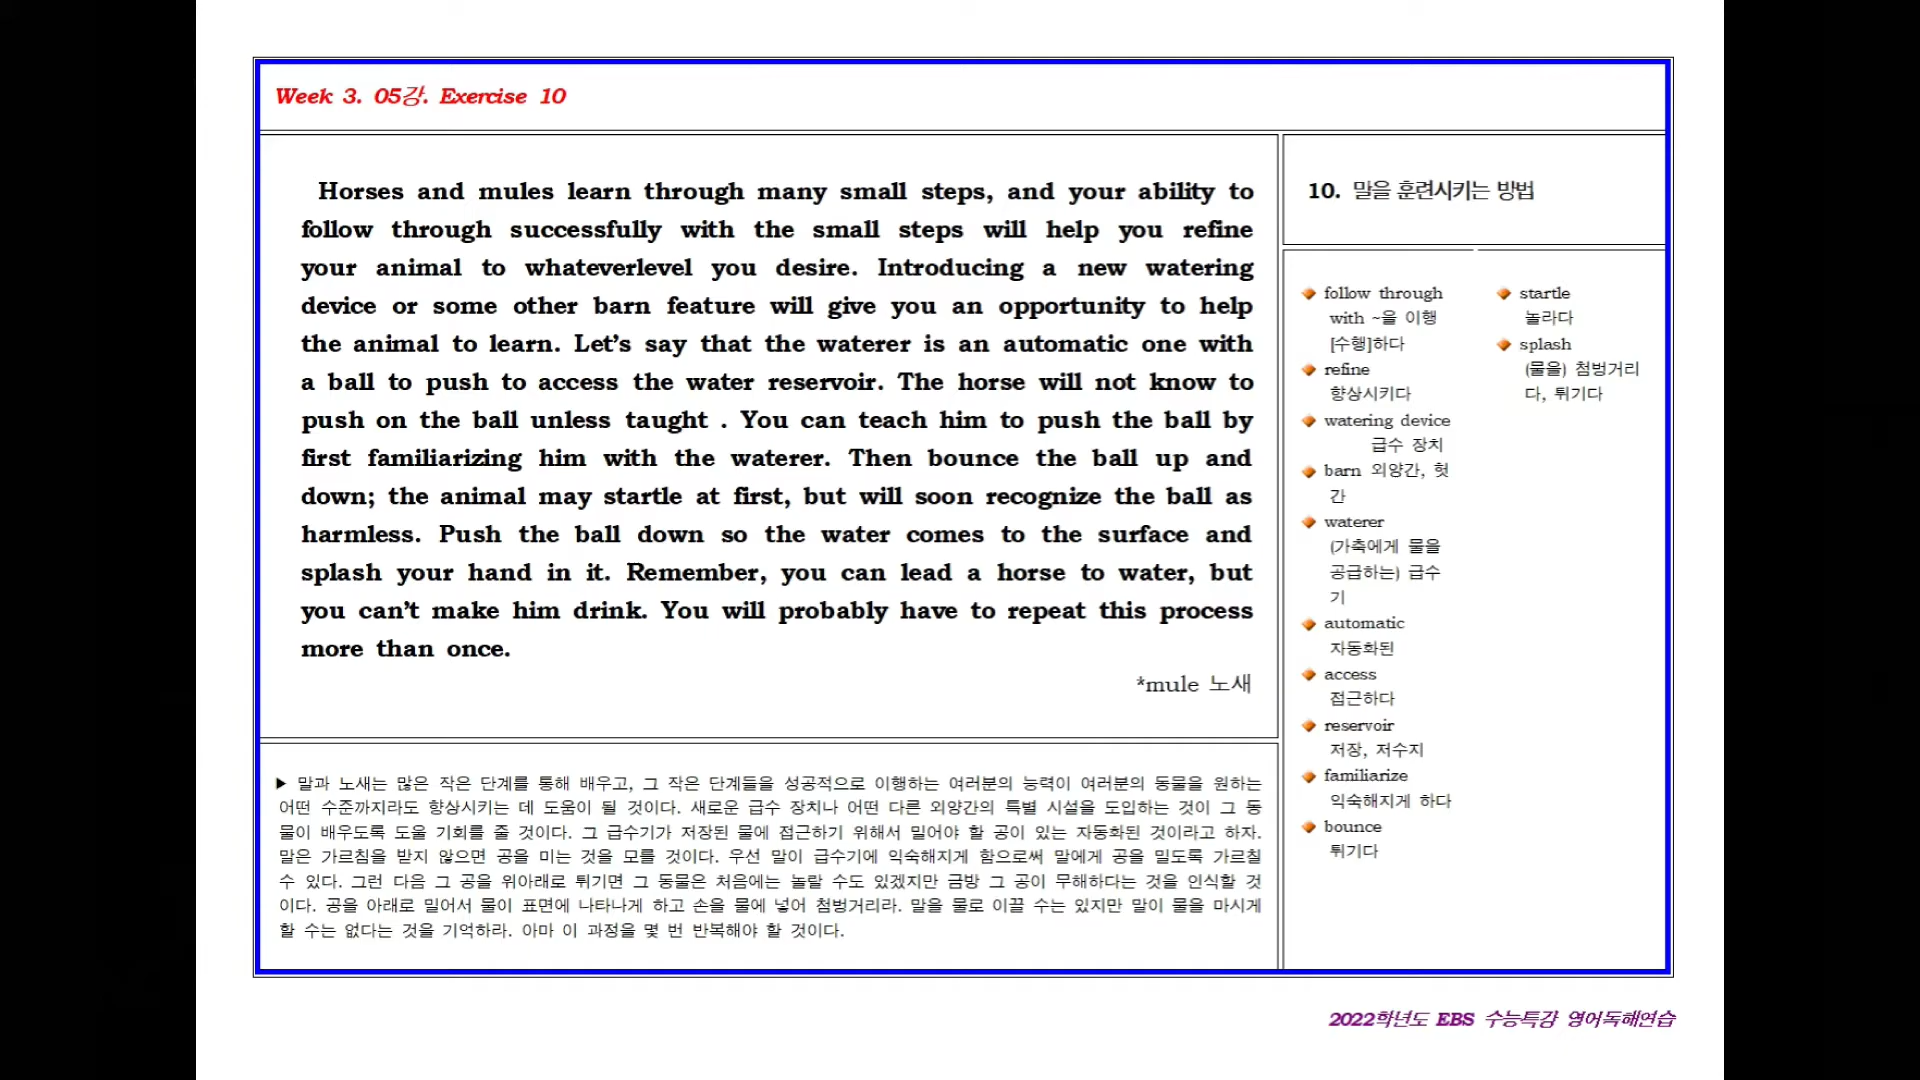 Week 3. 05강. Exercise 10
Horses and mules learn through many small steps, and your ability to
follow through successfully with the small steps will help you refine
your animal to whateverlevel you desire. Introducing a new watering
device or some other barn feature will give you an opportunity to help
the animal to learn. Let's say that the waterer is an automatic one with
a ball to push to access the water reservoir. The horse will not know to
push on the ball unless taught . You can teach him to push the ball by
first familiarizing him with the waterer. Then bounce the ball up and
down; the animal may startle at first, but will soon recognize the ball as
harmless. Push the ball down so the water comes to the surface and
splash your hand in it. Remember, you can lead a horse to water, but
you can't make him drink. You will probably have to repeat this process
more than once.
*mule 노새
▶ 말과 노새는 많은 작은 단계를 통해 배우고, 그 작은 단계들을 성공적으로 이행하는 여러분의 능력이 여러분의 동물을 원하는
어떤 수준까지라도 향상시키는 데 도움이 될 것이다. 새로운 급수 장치나 어떤 다른 외양간의 특별 시설을 도입하는 것이 그 동
물이 배우도록 도울 기회를 줄 것이다. 그 급수기가 저장된 물에 접근하기 위해서 밀어야 할 공이 있는 자동화된 것이라고 하자.
말은 가르침을 받지 않으면 공을 미는 것을 모를 것이다. 우선 말이 급수기에 익숙해지게 함으로써 말에게 공을 밀도록 가르칠
수 있다. 그런 다음 그 공을 위아래로 튀기면 그 동물은 처음에는 놀랄 수도 있겠지만 금방 그 공이 무해하다는 것을 인식할 것
이다. 공을 아래로 밀어서 물이 표면에 나타나게 하고 손을 물에 넣어 첨벙거리라. 말을 물로 이끌 수는 있지만 말이 물을 마시게
할 수는 없다는 것을 기억하라. 아마 이 과정을 몇 번 반복해야 할 것이다.
10. 말을 훈련시키는 방법
follow through
with ~을 이행
[수행]하다
refine
향상시키다
watering device
급수 장치
barn 외양간, 헛
간
waterer
(가축에게 물을
공급하는) 급수
기
automatic
자동화된
access
접근하다
reservoir
저장, 저수지
familiarize
익숙해지게 하다
bounce
튀기다
startle
놀라다
splash
(물을) 첨벙거리
다, 튀기다
2022학년도 EBS 수능특강 영어독해연습